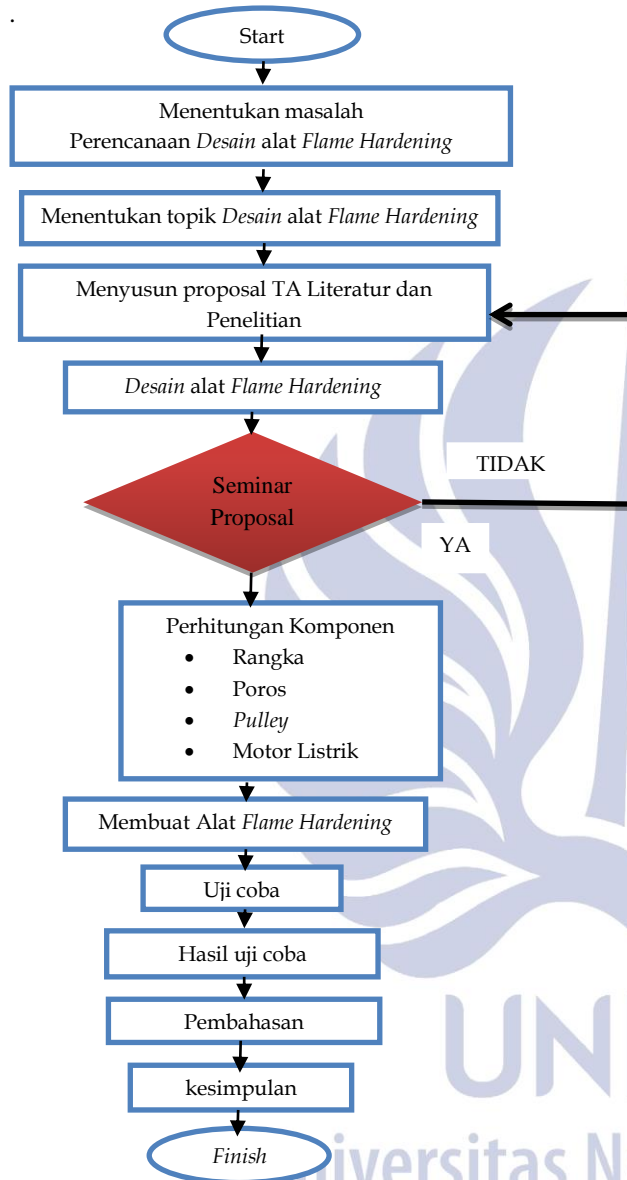 .
Start
Menentukan masalah
Perencanaan Desain alat Flame Hardening
Menentukan topik Desain alat Flame Hardening
Menyusun proposal TA Literatur dan
Penelitian
Desain alat Flame Hardening
Seminar
Proposal
TIDAK
YA
Perhitungan Komponen
• Rangka
• Poros
• Pulley
• Motor Listrik
Membuat Alat Flame Hardening
Uji coba
Hasil uji coba
Pembahasan
kesimpulan
Finish
UN
iversitas N